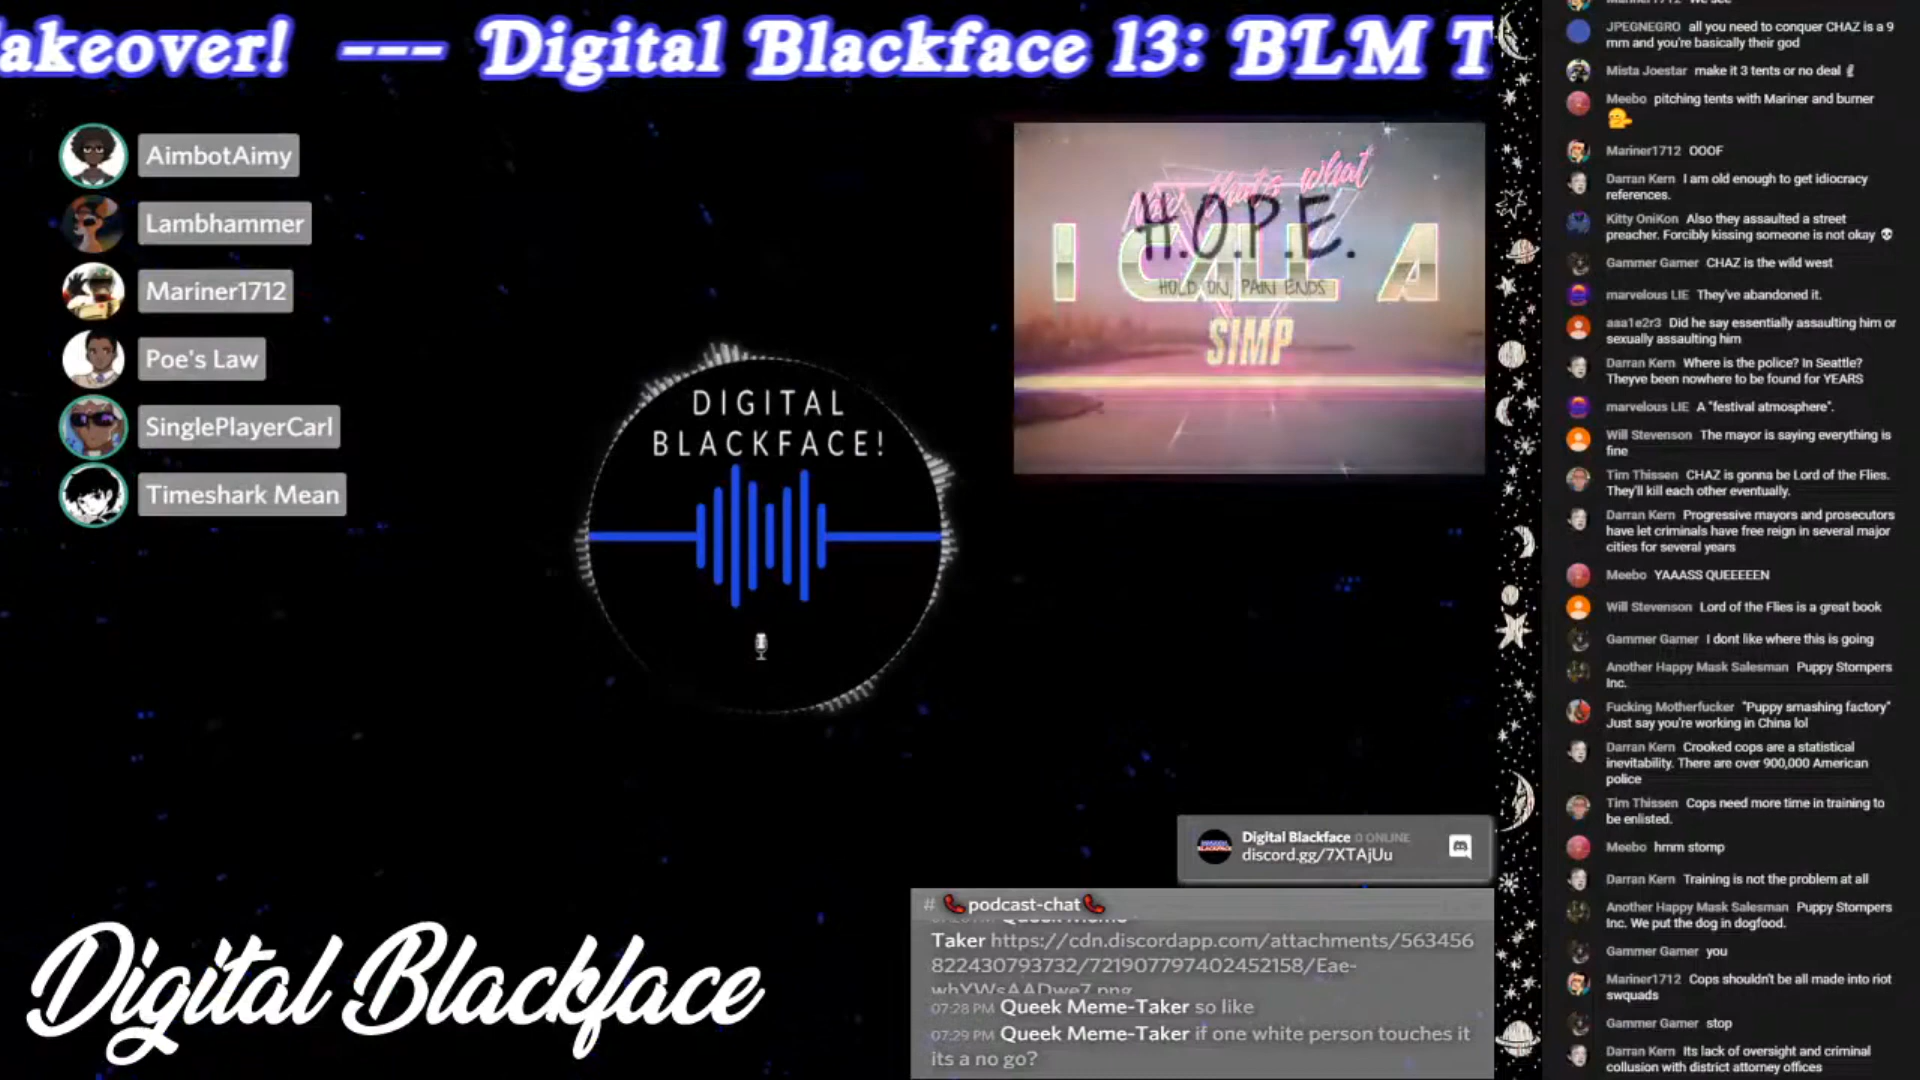 Takeover! --- Digital Blackface 13: BLM T
AimbotAimy
Lambhammer
Mariner1712
Poe's Law
SinglePlayerCarl
Timeshark Mean
DIGITAL
BLACKFACE!
Now that's what
H.O.P.E.
I CALL A
HOLD ON, PAIN ENDS
SIMP
Digital Blackface 0 ONLINE
discord.gg/7XTAjUu
# podcast-chat
Taker https://cdn.discordapp.com/attachments/563456
822430793732/721907797402452158/Eae-
whYWsAADwe7.png
07:28 PM Queek Meme-Taker so like
07:29 PM Queek Meme-Taker if one white person touches it
its a no go?
Digital Blackface
JPEGNEGRO all you need to conquer CHAZ is a 9
mm and you're basically their god
Mista Joestar make it 3 tents or no deal
Meebo pitching tents with Mariner and burner
Mariner1712 OOOF
Darran Kern I am old enough to get idiocracy
references.
Kitty OniKon Also they assaulted a street
preacher. Forcibly kissing someone is not okay
Gammer Gamer CHAZ is the wild west
marvelous LIE They've abandoned it.
aaa1e2r3 Did he say essentially assaulting him or
sexually assaulting him
Darran Kern Where is the police? In Seattle?
Theyve been nowhere to be found for YEARS
marvelous LIE A "festival atmosphere".
Will Stevenson The mayor is saying everything is
fine
Tim Thissen CHAZ is gonna be Lord of the Flies.
They'll kill each other eventually.
Darran Kern Progressive mayors and prosecutors
have let criminals have free reign in several major
cities for several years
Meebo YAAASS QUEEEEEN
Will Stevenson Lord of the Flies is a great book
Gammer Gamer I dont like where this is going
Another Happy Mask Salesman Puppy Stompers
Inc.
Fucking Motherfucker "Puppy smashing factory"
Just say you're working in China lol
Darran Kern Crooked cops are a statistical
inevitability. There are over 900,000 American
police
Tim Thissen Cops need more time in training to
be enlisted.
Meebo hmm stomp
Darran Kern Training is not the problem at all
Another Happy Mask Salesman Puppy Stompers
Inc. We put the dog in dogfood.
Gammer Gamer you
Mariner1712 Cops shouldn't be all made into riot
swquads
Gammer Gamer stop
Darran Kern Its lack of oversight and criminal
collusion with district attorney offices